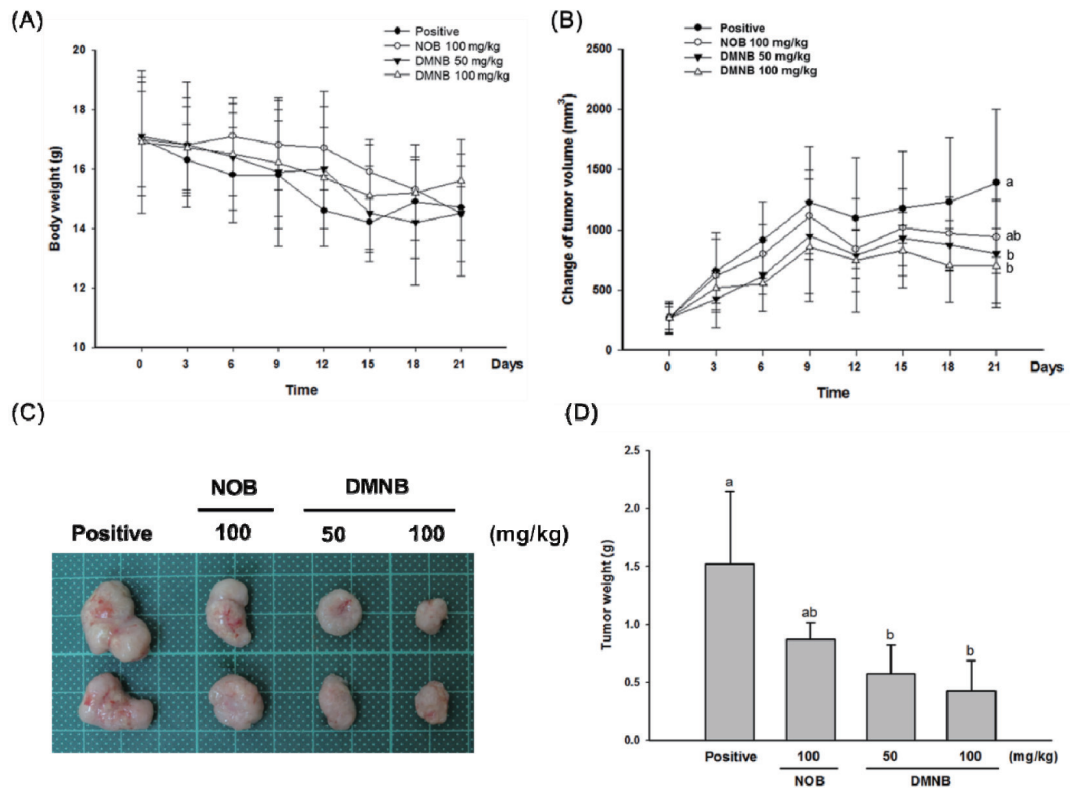 (A)
Positive
NOB 100 mg/kg
DMNB 50 mg/kg
DMNB 100 mg/kg
20
18
16
14
12
10
Body weight (g)
0 3 6 9 12 15 18 21 Days
Time
(B)
Positive
NOB 100 mg/kg
DMNB 50 mg/kg
DMNB 100 mg/kg
2500
2000
1500
1000
500
0
Change of tumor volume (mm³)
a
ab
b
b
0 3 6 9 12 15 18 21 Days
Time
(C)
NOB DMNB
Positive 100 50 100 (mg/kg)
(D)
2.5
2.0
1.5
1.0
0.5
0.0
Tumor weight (g)
a
ab
b
b
Positive 100 50 100 (mg/kg)
NOB DMNB